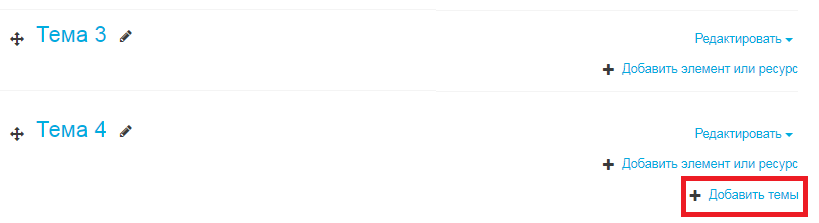 Тема 3
Редактировать
Добавить элемент или ресурс
Тема 4
Редактировать
Добавить элемент или ресурс
Добавить темы